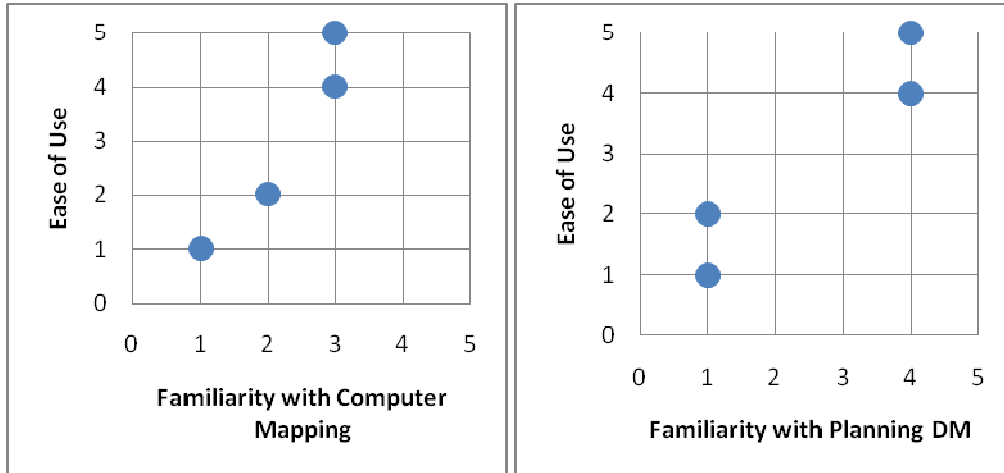 Ease of Use
5
4
3
2
1
0
0 1 2 3 4 5
Familiarity with Computer
Mapping
Ease of Use
5
4
3
2
1
0
0 1 2 3 4 5
Familiarity with Planning DM